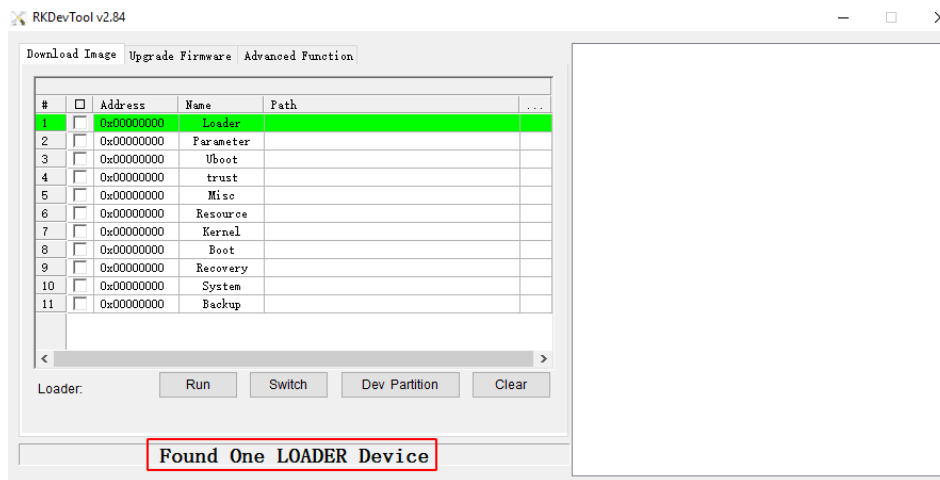 RKDevTool v2.84
Download Image Upgrade Firmware Advanced Function
# Address Name Path ...
1 0x00000000 Loader
2 0x00000000 Parameter
3 0x00000000 Uboot
4 0x00000000 trust
5 0x00000000 Misc
6 0x00000000 Resource
7 0x00000000 Kernel
8 0x00000000 Boot
9 0x00000000 Recovery
10 0x00000000 System
11 0x00000000 Backup
Loader: Run Switch Dev Partition Clear
Found One LOADER Device